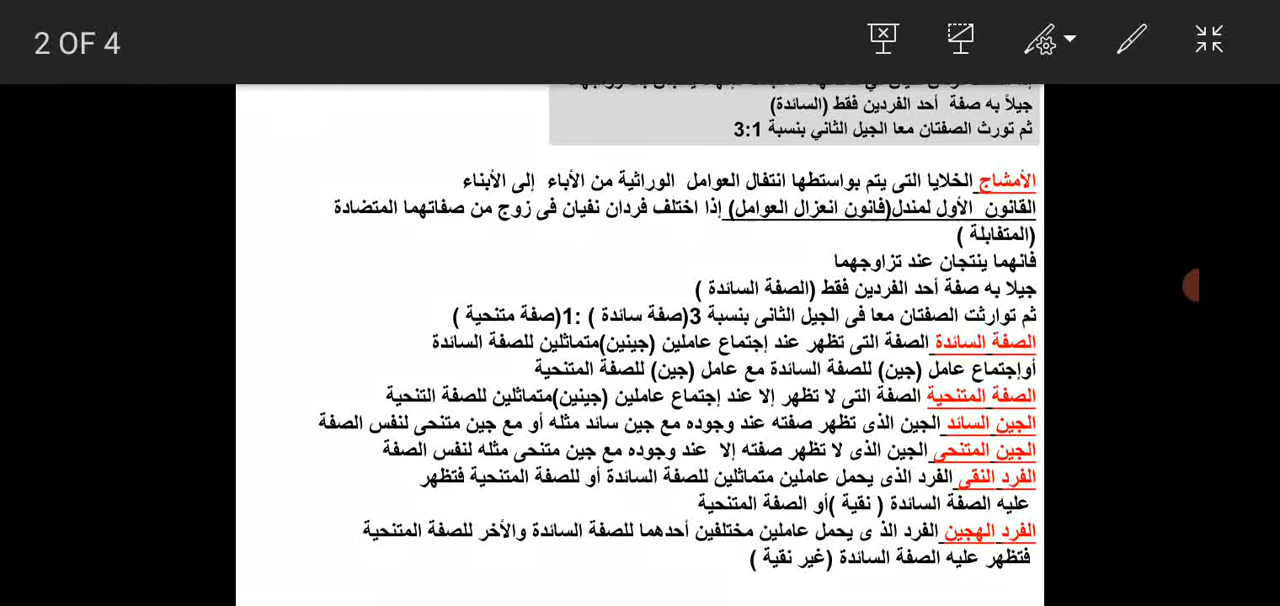 2 OF 4
جيلاً به صفة أحد الفردين فقط (السائدة)
ثم تورث الصفتان معا الجيل الثاني بنسبة 3:1
الأمشاج الخلايا التى يتم بواستطها انتفال العوامل الوراثية من الأباء إلى الأبناء
القانون الأول لمندل(فانون انعزال العوامل) إذا اختلف فردان نفيان فى زوج من صفاتهما المتضادة
(المتفابلة )
فانهما ينتجان عند تزاوجهما
جيلا به صفة أحد الفردين فقط (الصفة السائدة )
ثم توارثت الصفتان معا فى الجيل الثانى بنسبة 3(صفة سائدة ) :1(صفة متنحية )
الصفة السائدة الصفة التى تظهر عند إجتماع عاملين (جينين)متماثلين للصفة السائدة
أوإجتماع عامل (جين) للصفة السائدة مع عامل (جين) للصفة المتنحية
الصفة المتنحية الصفة التى لا تظهر إلا عند إجتماع عاملين (جينين)متماثلين للصفة التنحية
الجين السائد الجين الذى تظهر صفته عند وجوده مع جين سائد مثله أو مع جين متنحى لنفس الصفة
الجين المتنحى الجين الذى لا تظهر صفته إلا عند وجوده مع جين متنحى مثله لنفس الصفة
الفرد النقى الفرد الذى يحمل عاملين متماثلين للصفة السائدة أو للصفة المتنحية فتظهر
عليه الصفة السائدة ( نقية )أو الصفة المتنحية
الفرد الهجين الفرد الذ ى يحمل عاملين مختلفين أحدهما للصفة السائدة والأخر للصفة المتنحية
فتظهر عليه الصفة السائدة (غير نقية )